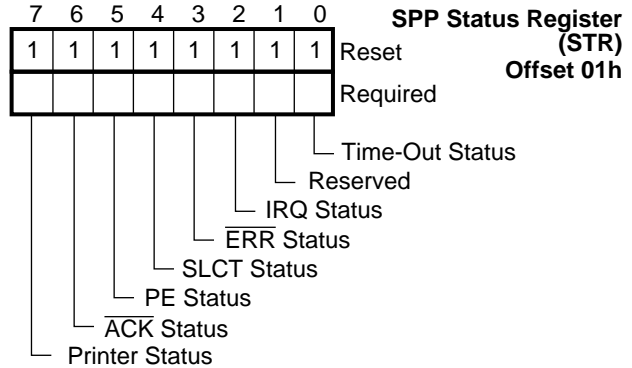 7 6 5 4 3 2 1 0
SPP Status Register
(STR)
Offset 01h
1 1 1 1 1 1 1 1
Reset
Required
Time-Out Status
Reserved
IRQ Status
ERR Status
SLCT Status
PE Status
ACK Status
Printer Status